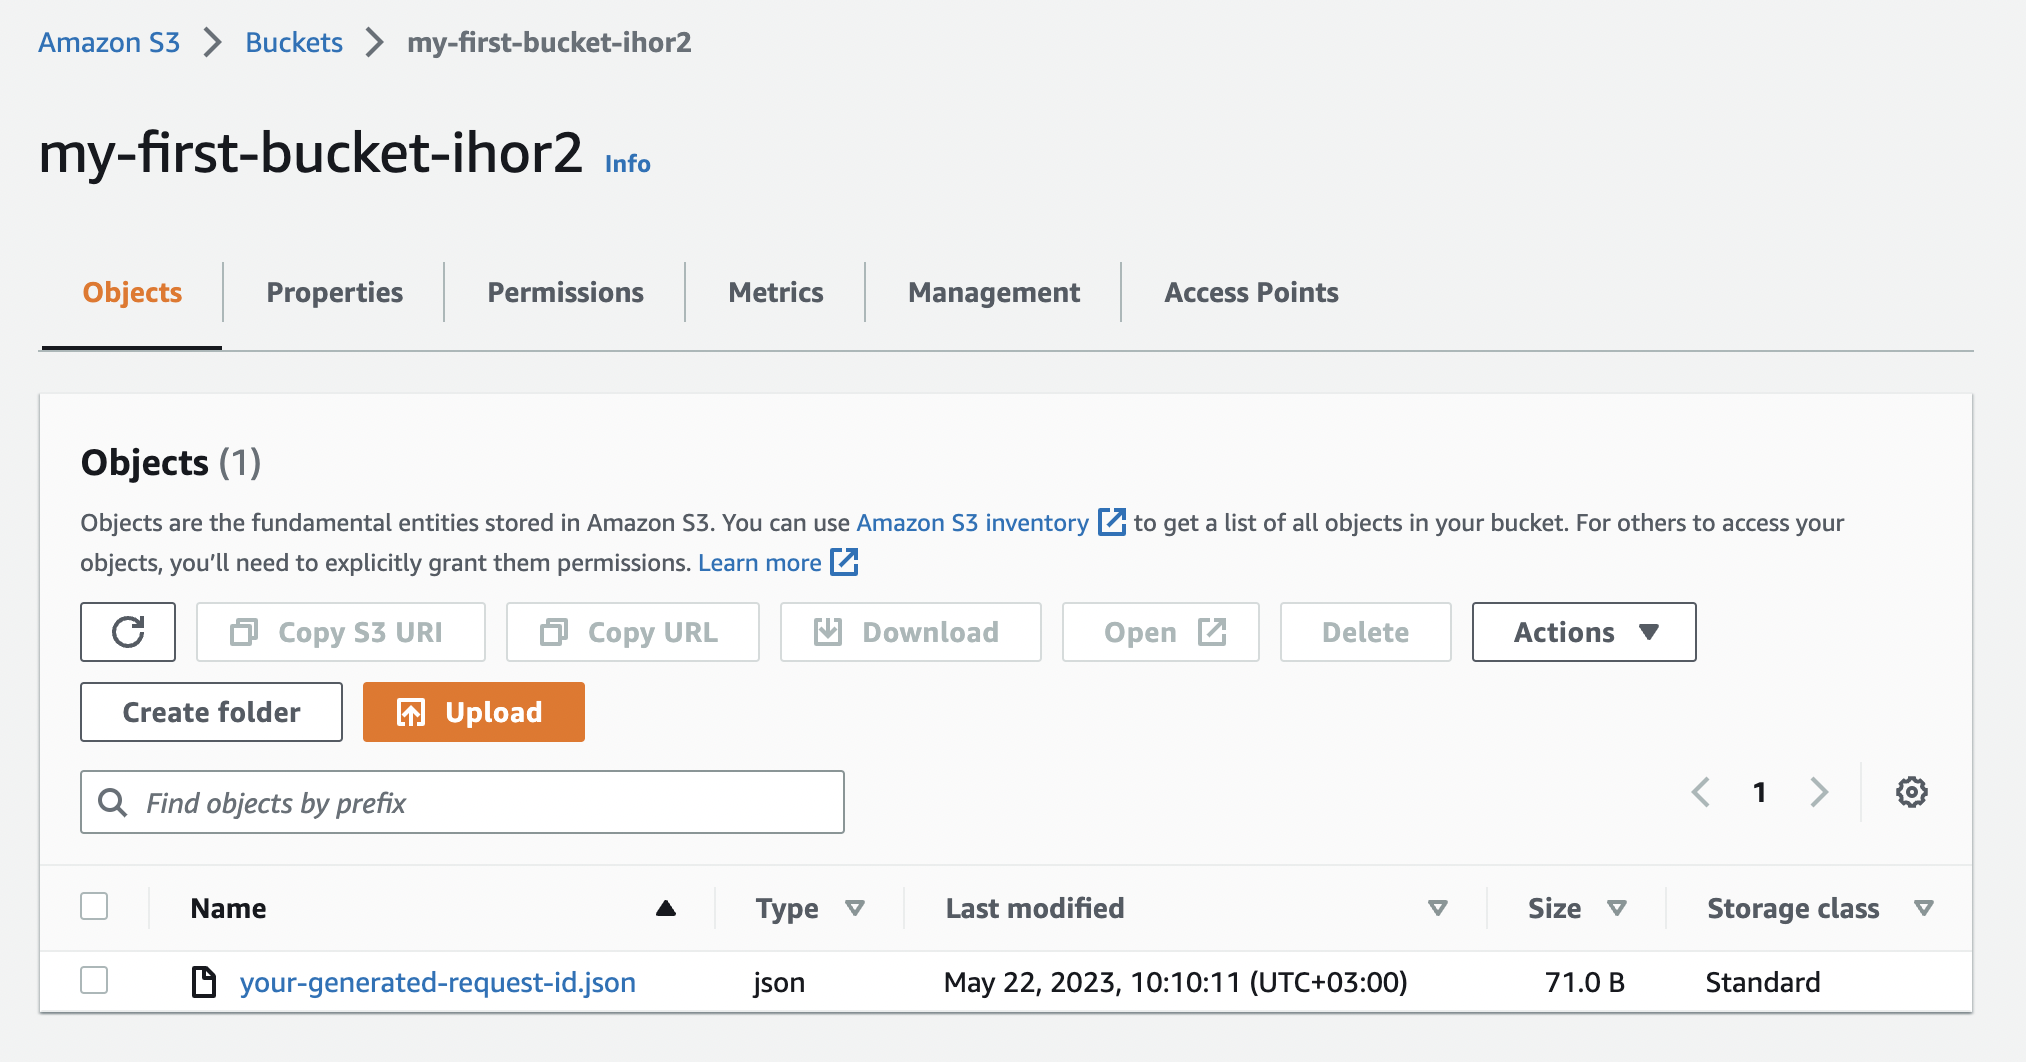 Amazon S3 > Buckets > my-first-bucket-ihor2
my-first-bucket-ihor2 Info
Objects Properties Permissions Metrics Management Access Points
Objects (1)
Objects are the fundamental entities stored in Amazon S3. You can use Amazon S3 inventory to get a list of all objects in your bucket. For others to access your
objects, you’ll need to explicitly grant them permissions. Learn more
Copy S3 URI Copy URL Download Open Delete Actions
Create folder Upload
Find objects by prefix 1
Name Type Last modified Size Storage class
your-generated-request-id.json json May 22, 2023, 10:10:11 (UTC+03:00) 71.0 B Standard